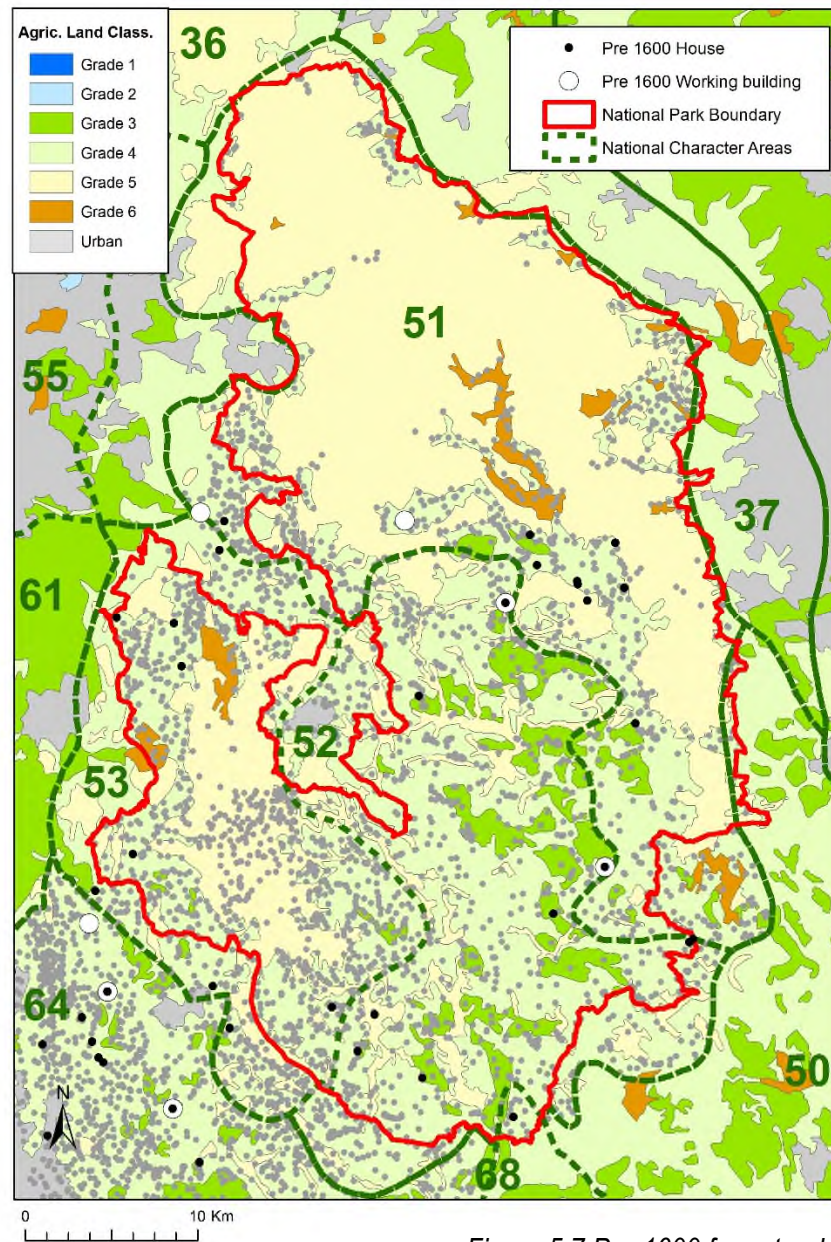 Agric. Land Class.
Grade 1
Grade 2
Grade 3
Grade 4
Grade 5
Grade 6
Urban
Pre 1600 House
Pre 1600 Working building
National Park Boundary
National Character Areas
36
51
55
37
61
52
53
64
50
68
N
0 10 Km
Figure 5.7 Pre 1600